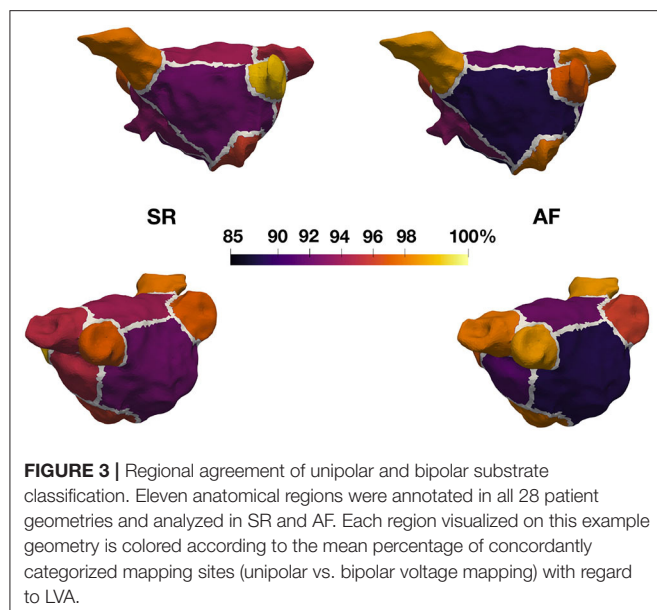 SR AF
85 90 92 94 96 98 100%
FIGURE 3 | Regional agreement of unipolar and bipolar substrate
classification. Eleven anatomical regions were annotated in all 28 patient
geometries and analyzed in SR and AF. Each region visualized on this example
geometry is colored according to the mean percentage of concordantly
categorized mapping sites (unipolar vs. bipolar voltage mapping) with regard
to LVA.